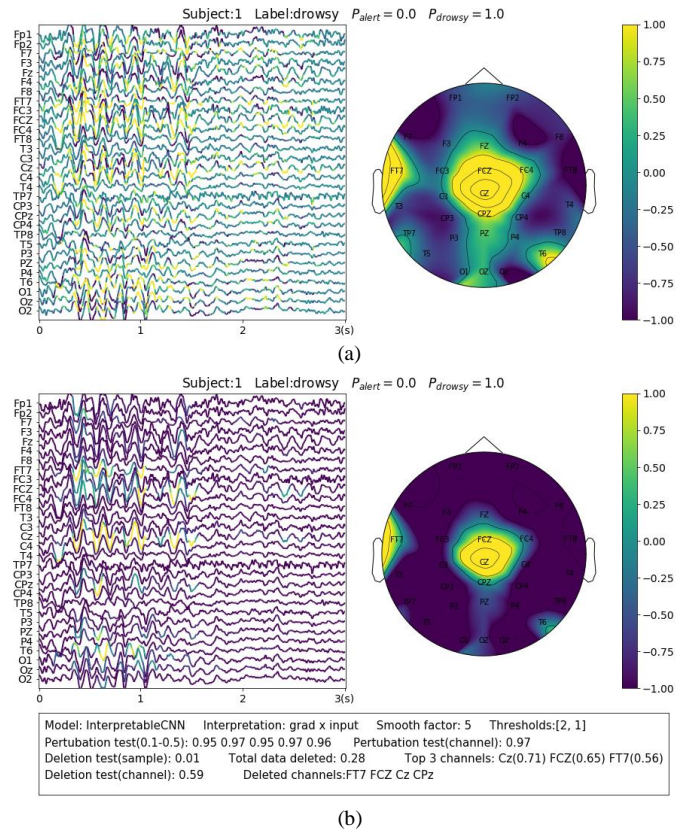 Subject:1 Label:drowsy P_alert = 0.0 P_drowsy = 1.0
Fp1
Fp2
F7
F3
Fz
F4
F8
FT7
FC3
FCZ
FC4
FT8
T3
C3
Cz
C4
T4
TP7
CP3
CPz
CP4
TP8
T5
P3
PZ
P4
T6
O1
Oz
O2
0 1 2 3(s)
FP1 FP2
F3 FZ
F8
FT7 FC3 FCZ FC4
T3 C3 CZ C4 T4
CP3 CPZ
TP7 P3 PZ P4 TP8
T5 T6
O1 OZ
1.00
0.75
0.50
0.25
0.00
−0.25
−0.50
−0.75
−1.00
(a)
Subject:1 Label:drowsy P_alert = 0.0 P_drowsy = 1.0
Fp1
Fp2
F7
F3
Fz
F4
F8
FT7
FC3
FCZ
FC4
FT8
T3
C3
Cz
C4
T4
TP7
CP3
CPz
CP4
TP8
T5
P3
PZ
P4
T6
O1
Oz
O2
0 1 2 3(s)
FP1 FP2
F3 FZ
FT7 FC3 FCZ FC4
CZ
CP3 CPZ CP4
P3 PZ P4
T6
OZ
1.00
0.75
0.50
0.25
0.00
−0.25
−0.50
−0.75
−1.00
Model: InterpretableCNN Interpretation: grad x input Smooth factor: 5 Thresholds:[2, 1]
Pertubation test(0.1-0.5): 0.95 0.97 0.95 0.97 0.96 Pertubation test(channel): 0.97
Deletion test(sample): 0.01 Total data deleted: 0.28 Top 3 channels: Cz(0.71) FCZ(0.65) FT7(0.56)
Deletion test(channel): 0.59 Deleted channels:FT7 FCZ Cz CPz
(b)